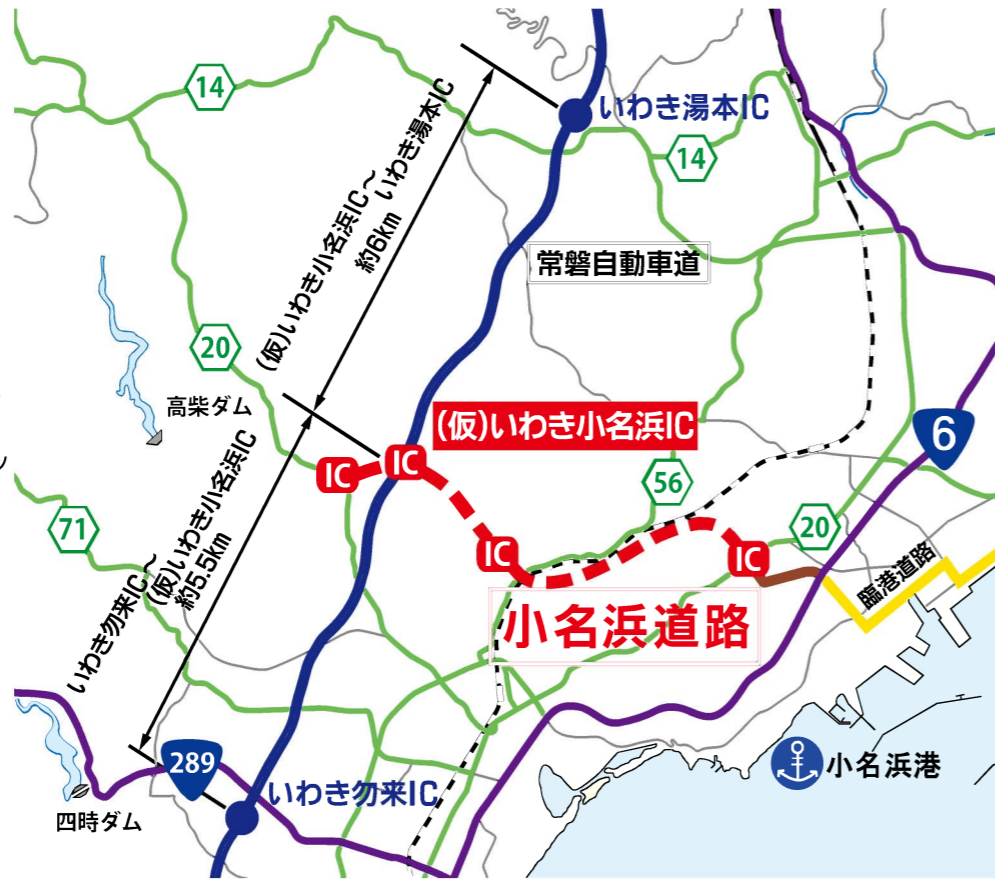 14
いわき湯本IC
14
(仮)いわき小名浜IC～
いわき湯本IC
約6km
常磐自動車道
20
高柴ダム
(仮)いわき小名浜IC
6
IC
IC
56
71
いわき勿来IC～
(仮)いわき小名浜IC
約5.5km
IC
IC
20
臨港道路
小名浜道路
289
小名浜港
いわき勿来IC
四時ダム